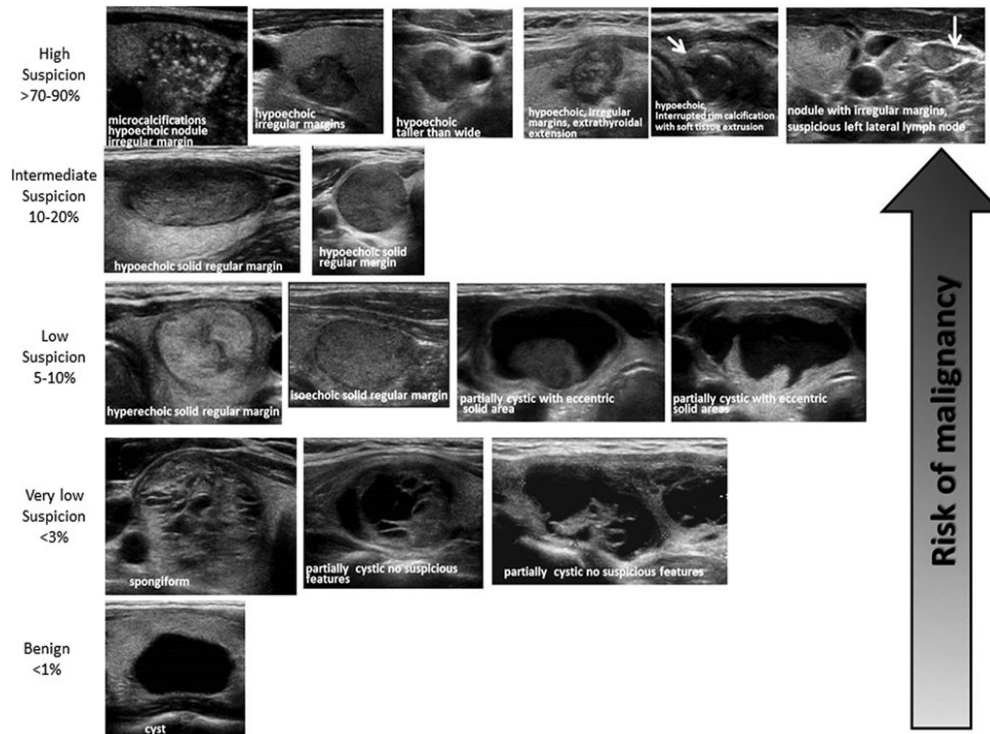 High
Suspicion
>70-90%
microcalcifications
hypoechoic nodule
irregular margin
hypoechoic
irregular margins
hypoechoic
taller than wide
hypoechoic, irregular
margins, extrathyroidal
extension
hypoechoic,
Interrupted rim calcification
with soft tissue extrusion
nodule with irregular margins,
suspicious left lateral lymph node
Intermediate
Suspicion
10-20%
hypoechoic solid regular margin
hypoechoic solid
regular margin
Low
Suspicion
5-10%
hyperechoic solid regular margin
isoechoic solid regular margin
partially cystic with eccentric
solid area
partially cystic with eccentric
solid areas
Very low
Suspicion
<3%
spongiform
partially cystic no suspicious
features
partially cystic no suspicious features
Benign
<1%
cyst
Risk of malignancy